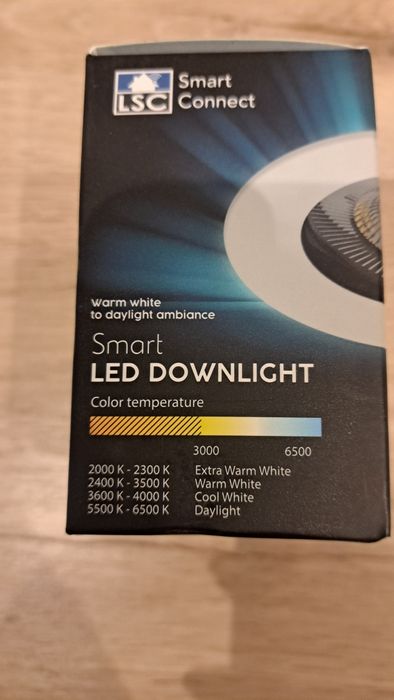 LSC
Smart
Connect
Warm white
to daylight ambiance
Smart
LED DOWNLIGHT
Color temperature
3000 6500
2000 K - 2300 K Extra Warm White
2400 K - 3500 K Warm White
3600 K - 4000 K Cool White
5500 K - 6500 K Daylight